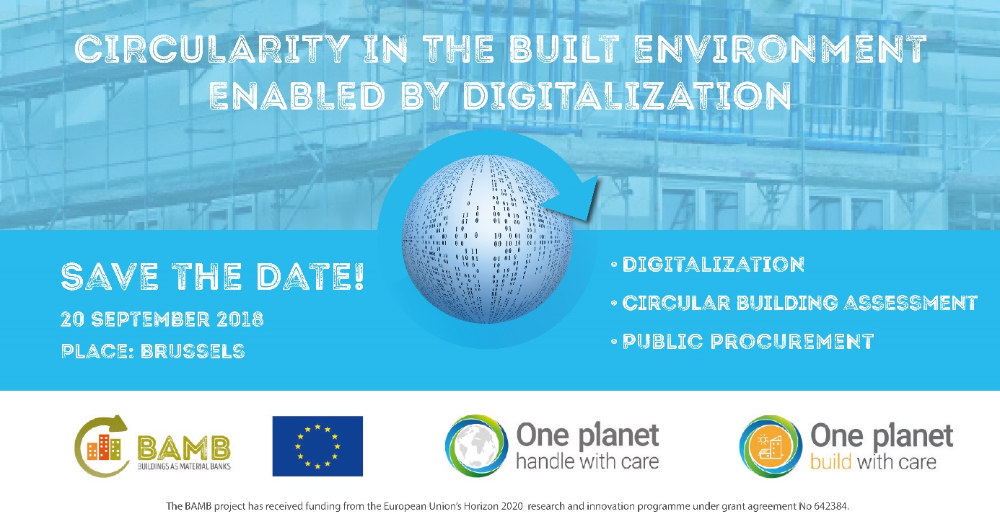 CIRCULARITY IN THE BUILT ENVIRONMENT
ENABLED BY DIGITALIZATION
SAVE THE DATE!
20 SEPTEMBER 2018
PLACE: BRUSSELS
• DIGITALIZATION
• CIRCULAR BUILDING ASSESSMENT
• PUBLIC PROCUREMENT
BAMB
BUILDINGS AS MATERIAL BANKS
One planet
handle with care
One planet
build with care
The BAMB project has received funding from the European Union's Horizon 2020 research and innovation programme under grant agreement No 642384.